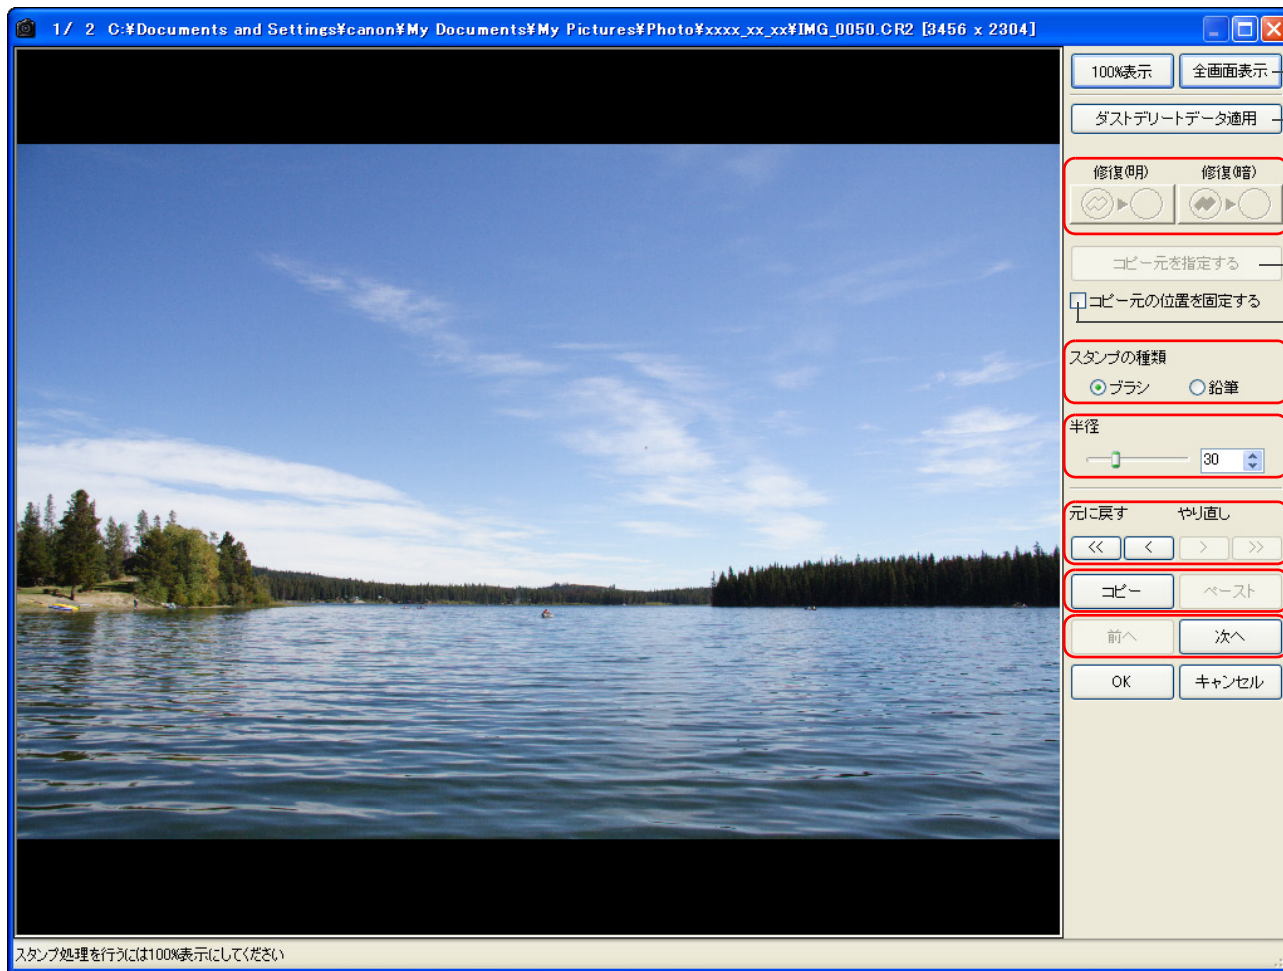 1/ 2 C:¥Documents and Settings¥canon¥My Documents¥My Pictures¥Photo¥xxxx_xx_xx¥IMG_0050.CR2 [3456 x 2304]
100%表示 全画面表示
ダストデリートデータ適用
修復(明) 修復(暗)
コピー元を指定する
コピー元の位置を固定する
スタンプの種類
ブラシ 鉛筆
半径
30
元に戻す やり直し
<< < > >>
コピー ペースト
前へ 次へ
OK キャンセル
スタンプ処理を行うには100%表示にしてください